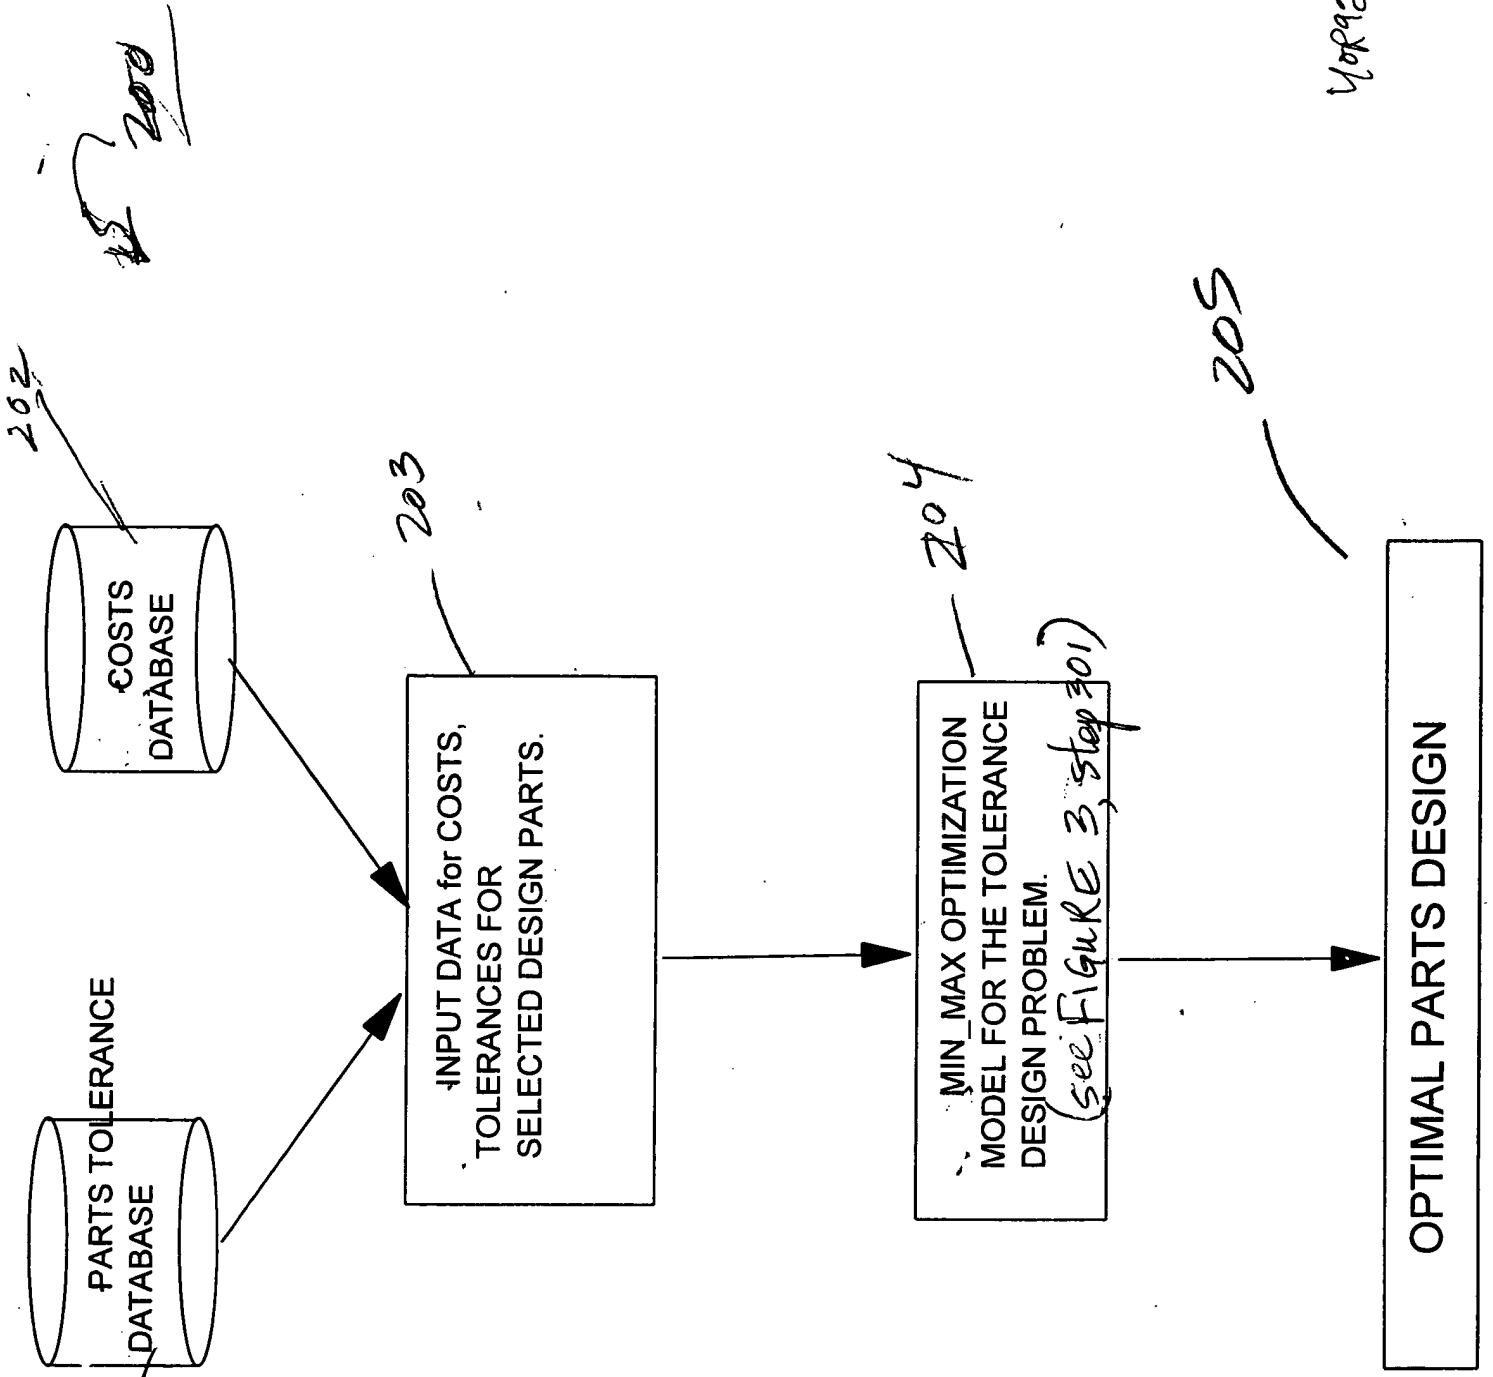 200
202
COSTS
DATABASE
PARTS TOLERANCE
DATABASE
203
INPUT DATA for COSTS,
TOLERANCES FOR
SELECTED DESIGN PARTS.
204
MIN_MAX OPTIMIZATION
MODEL FOR THE TOLERANCE
DESIGN PROBLEM.
(see FIGURE 3, step 301)
205
OPTIMAL PARTS DESIGN